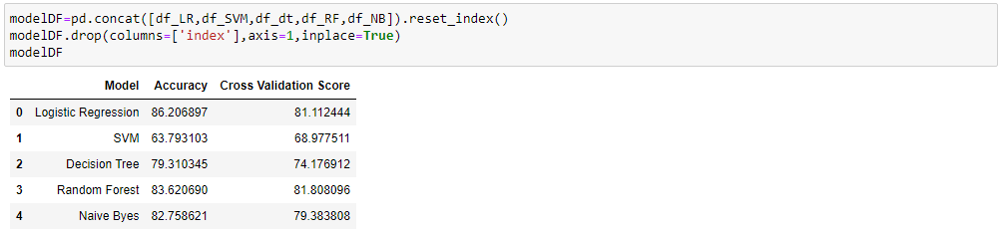 modelDF=pd.concat([df_LR,df_SVM,df_dt,df_RF,df_NB]).reset_index()
modelDF.drop(columns=['index'],axis=1,inplace=True)
modelDF
Model Accuracy Cross Validation Score
0 Logistic Regression 86.206897 81.112444
1 SVM 63.793103 68.977511
2 Decision Tree 79.310345 74.176912
3 Random Forest 83.620690 81.808096
4 Naive Byes 82.758621 79.383808